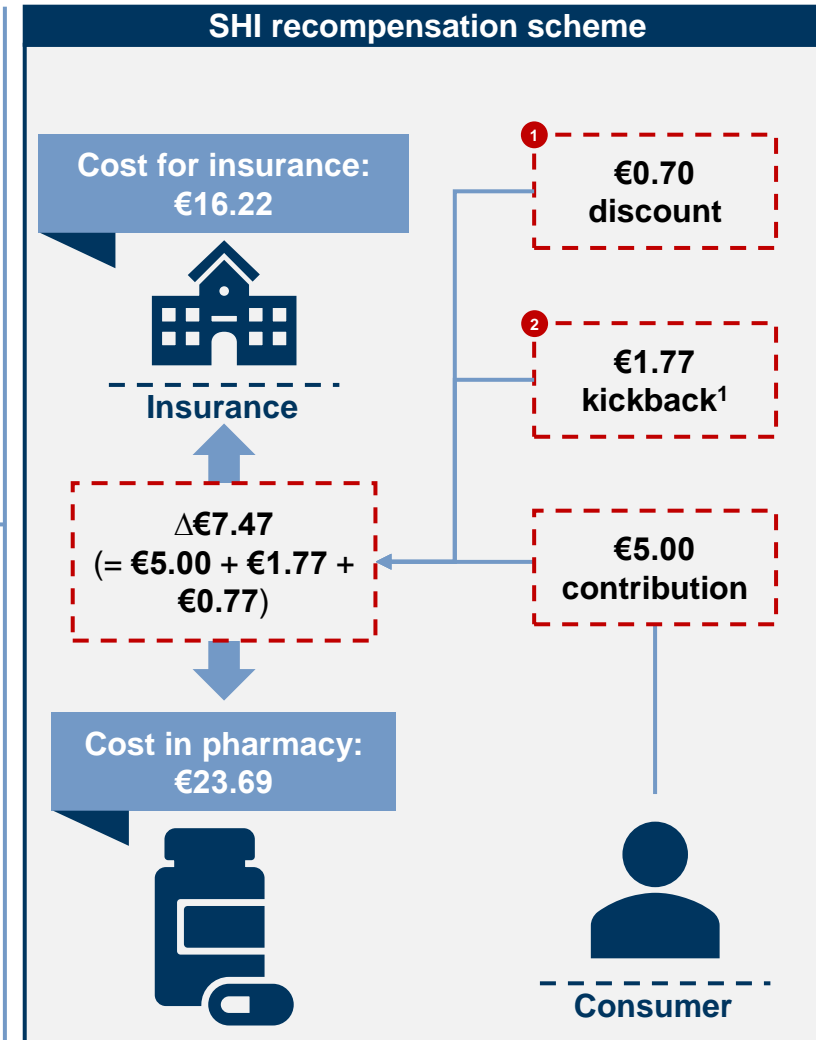 SHI recompensation scheme
Cost for insurance:
€16.22
Insurance
1
€0.70
discount
2
€1.77
kickback¹
∆€7.47
(= €5.00 + €1.77 +
€0.77)
€5.00
contribution
Cost in pharmacy:
€23.69
Consumer